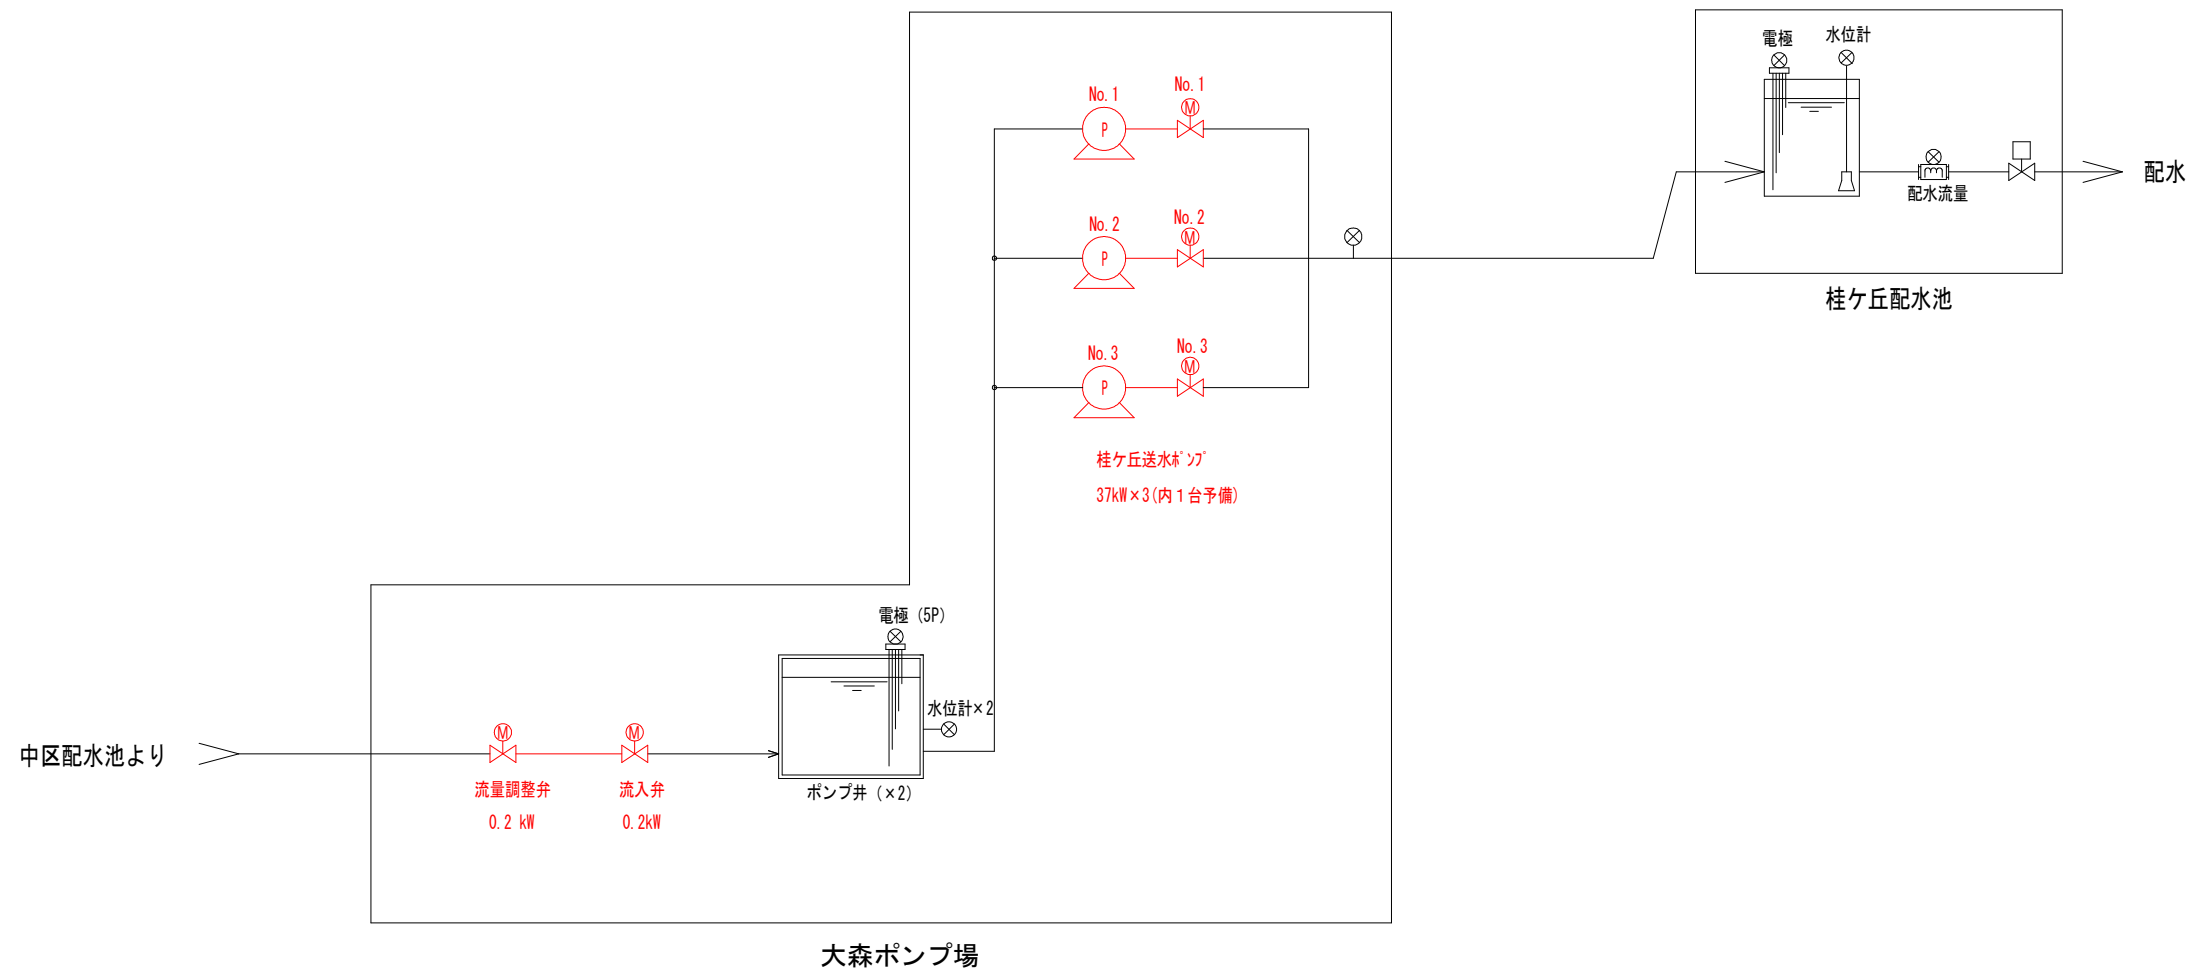 電極
水位計
配水
配水流量
桂ケ丘配水池
No.1
No.1
P
M
No.2
No.2
P
M
No.3
No.3
P
M
桂ケ丘送水ﾎﾟﾝﾌﾟ
37kW×3(内1台予備)
電極 (5P)
水位計×2
中区配水池より
M
M
流量調整弁
0.2 kW
流入弁
0.2kW
ポンプ井 (×2)
大森ポンプ場